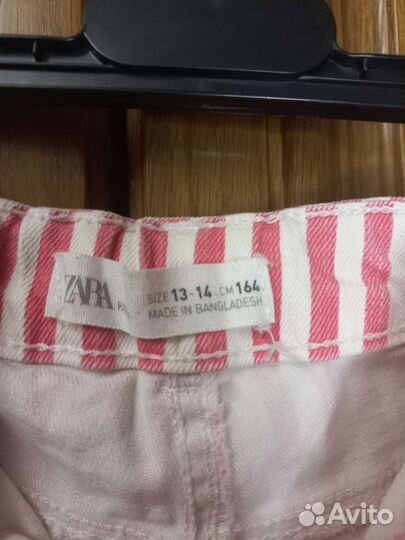 ZARA
SIZE 13-14 CM 164
MADE IN BANGLADESH
Avito